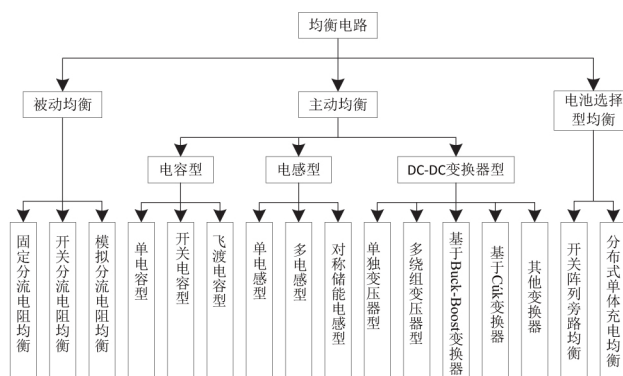 均衡电路
被动均衡
主动均衡
电池选择
型均衡
电容型
电感型
DC-DC变换器型
固定分流电阻均衡
开关分流电阻均衡
模拟分流电阻均衡
单电容型
开关电容型
飞渡电容型
单电感型
多电感型
对称储能电感型
单独变压器型
多绕组变压器型
基于Buck-Boost变换器
基于Cúk变换器
其他变换器
开关阵列旁路均衡
分布式单体充电均衡